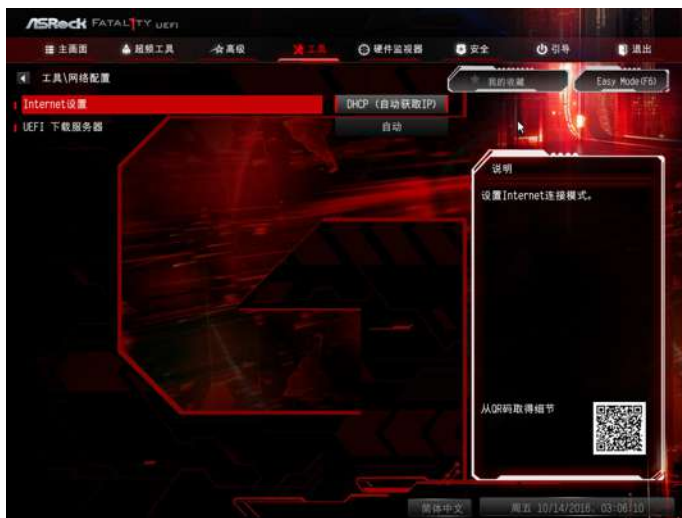 ASRock FATAL1TY UEFI
主画面 超频工具 高级 工具 硬件监视器 安全 引导 退出
工具\网络配置
我的收藏 Easy Mode(F6)
Internet设置 DHCP (自动获取IP)
UEFI 下载服务器 自动
说明
设置Internet连接模式。
从QR码取得细节
简体中文 周五 10/14/2016, 03:06:10